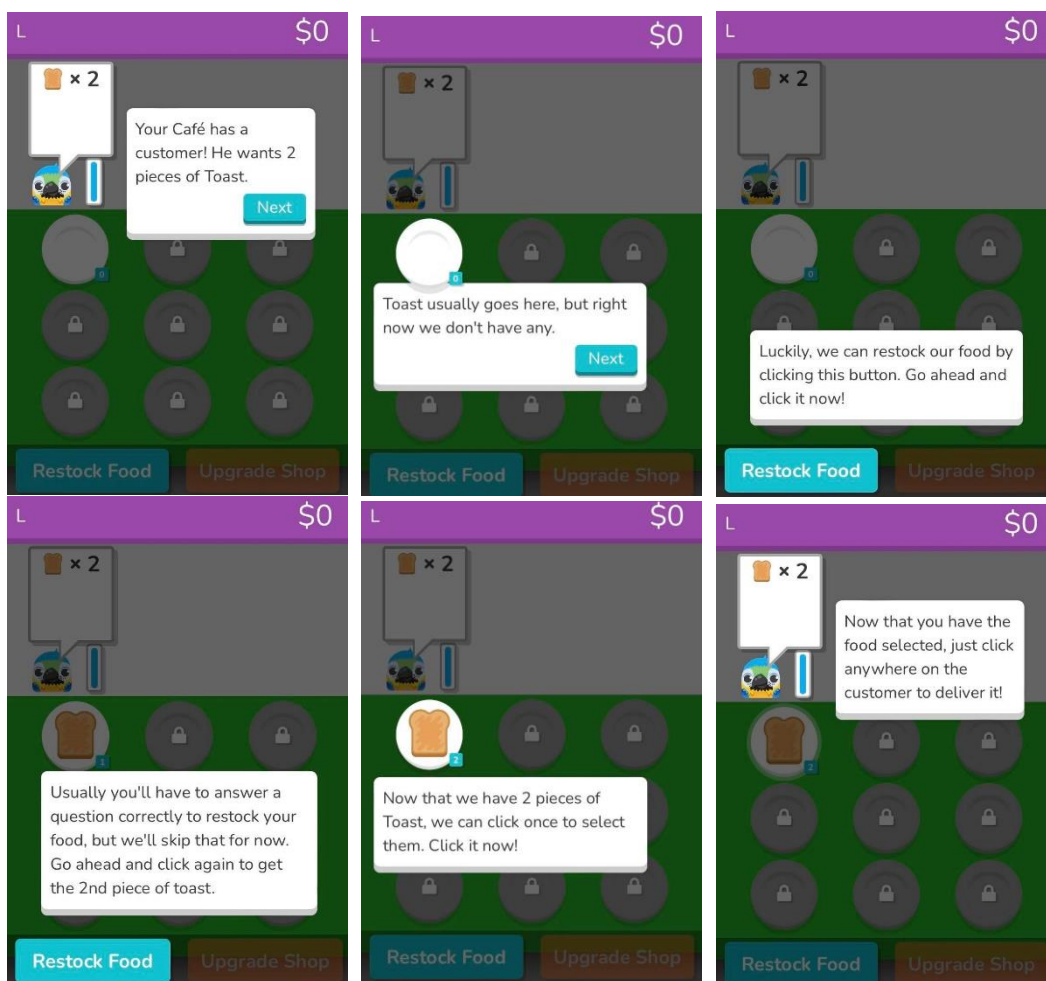 L $0
× 2
Your Café has a
customer! He wants 2
pieces of Toast.
Next
0
Restock Food Upgrade Shop
L $0
× 2
0
Toast usually goes here, but right
now we don't have any.
Next
Restock Food Upgrade Shop
L $0
× 2
0
Luckily, we can restock our food by
clicking this button. Go ahead and
click it now!
Restock Food Upgrade Shop
L $0
× 2
1
Usually you'll have to answer a
question correctly to restock your
food, but we'll skip that for now.
Go ahead and click again to get
the 2nd piece of toast.
Restock Food Upgrade Shop
L $0
× 2
2
Now that we have 2 pieces of
Toast, we can click once to select
them. Click it now!
Restock Food Upgrade Shop
L $0
× 2
Now that you have the
food selected, just click
anywhere on the
customer to deliver it!
2
Restock Food Upgrade Shop